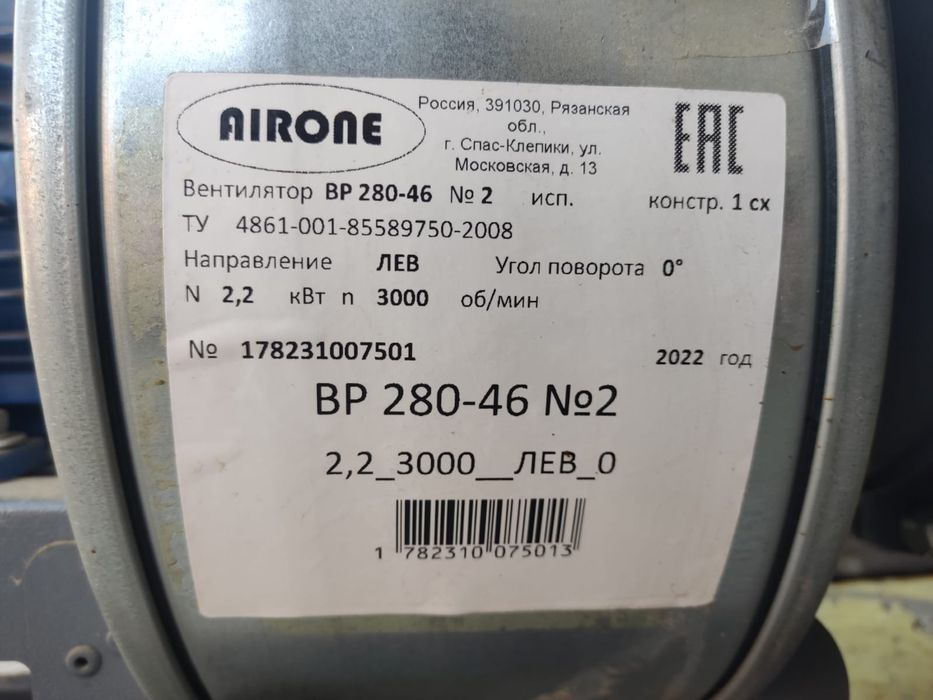 AIRONE
Россия, 391030, Рязанская
обл.,
г. Спас-Клепики, ул.
Московская, д. 13
EAC
Вентилятор ВР 280-46 № 2 исп. констр. 1 сх
ТУ 4861-001-85589750-2008
Направление ЛЕВ Угол поворота 0°
N 2,2 кВт n 3000 об/мин
№ 178231007501 2022 год
ВР 280-46 №2
2,2_3000__ЛЕВ_0
1 782310 075013